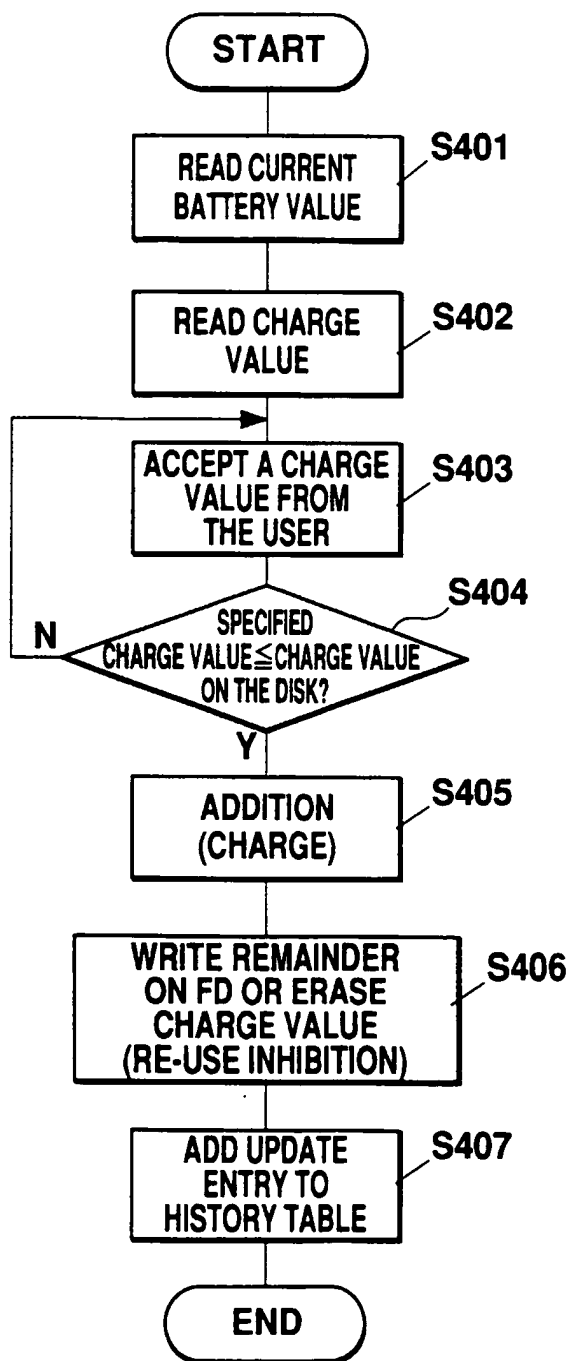 START
S401
READ CURRENT
BATTERY VALUE
S402
READ CHARGE
VALUE
S403
ACCEPT A CHARGE
VALUE FROM
THE USER
S404
N
SPECIFIED
CHARGE VALUE≦CHARGE VALUE
ON THE DISK?
Y
S405
ADDITION
(CHARGE)
S406
WRITE REMAINDER
ON FD OR ERASE
CHARGE VALUE
(RE-USE INHIBITION)
S407
ADD UPDATE
ENTRY TO
HISTORY TABLE
END